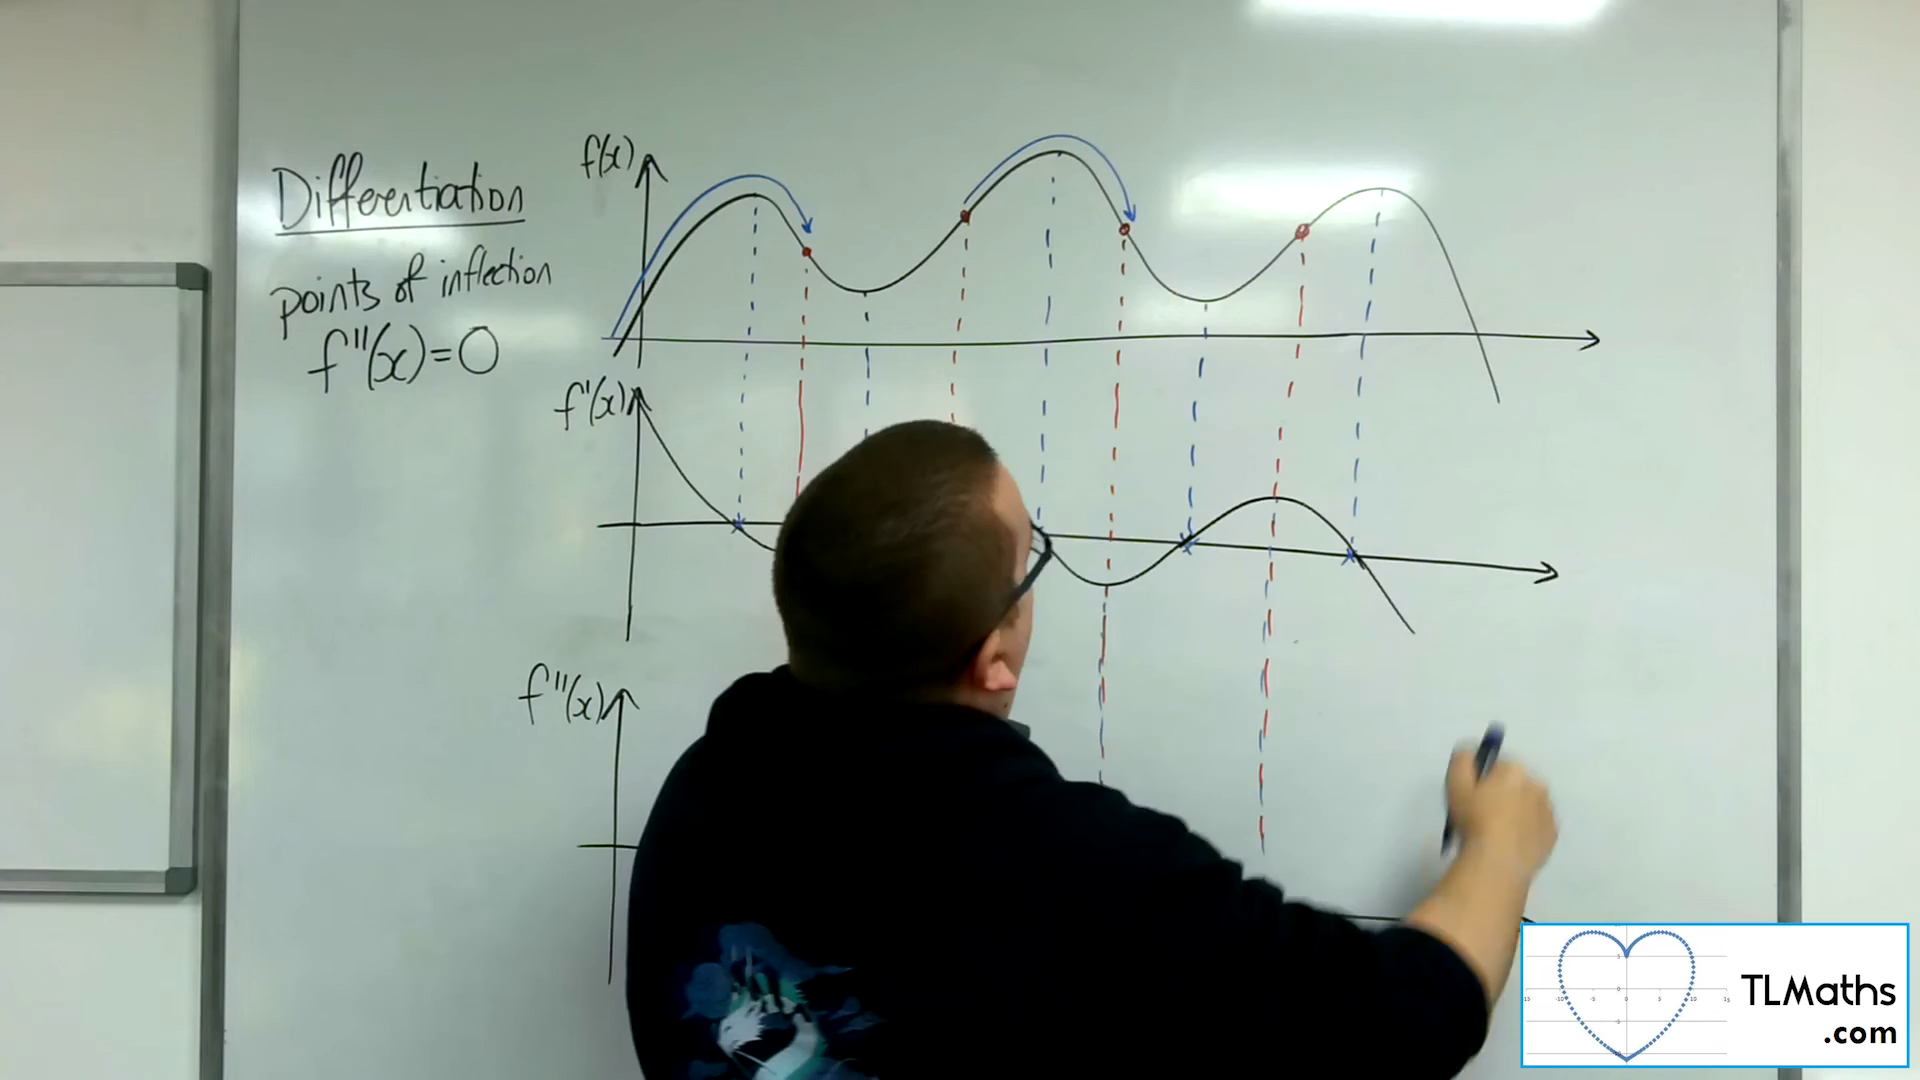 Differentiation
points of inflection
f''(x)=0
f(x)
f'(x)
f''(x)
TLMaths
.com